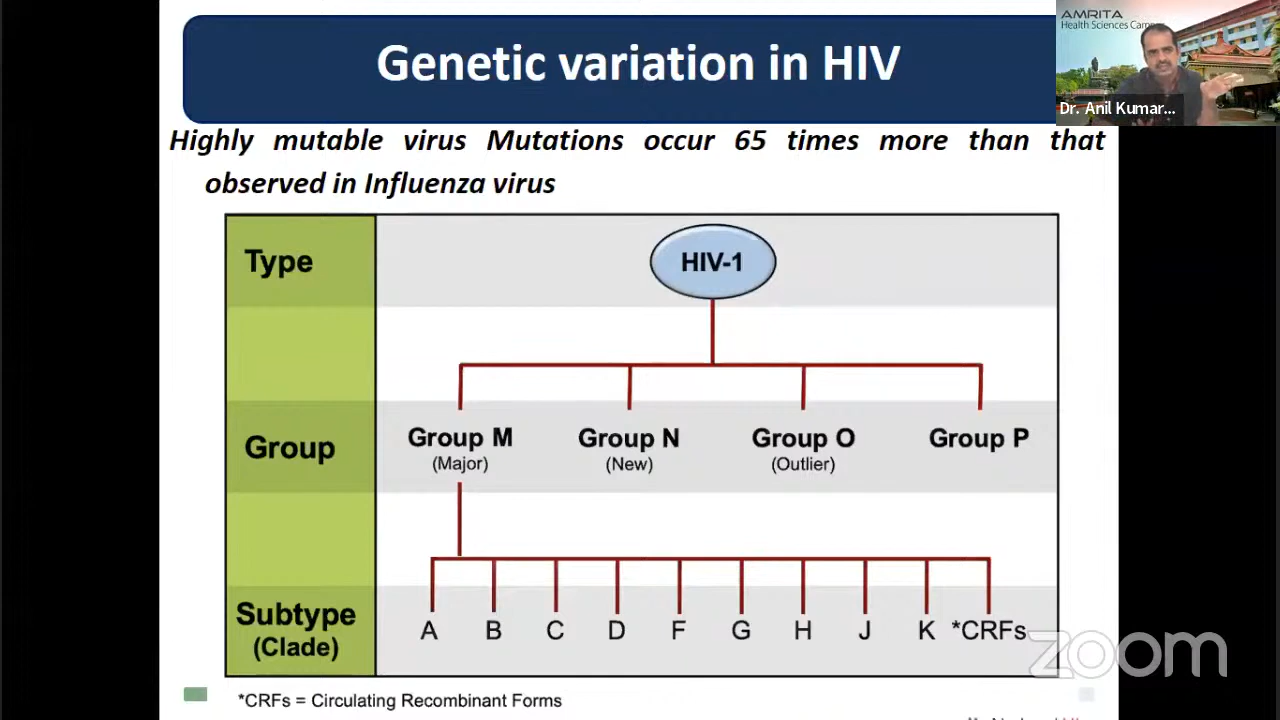 Genetic variation in HIV
AMRITA
Health Sciences Campus
Dr. Anil Kumar...
Highly mutable virus Mutations occur 65 times more than that
observed in Influenza virus
Type
HIV-1
Group
Group M
(Major)
Group N
(New)
Group O
(Outlier)
Group P
Subtype
(Clade)
A B C D F G H J K *CRFs
zoom
*CRFs = Circulating Recombinant Forms